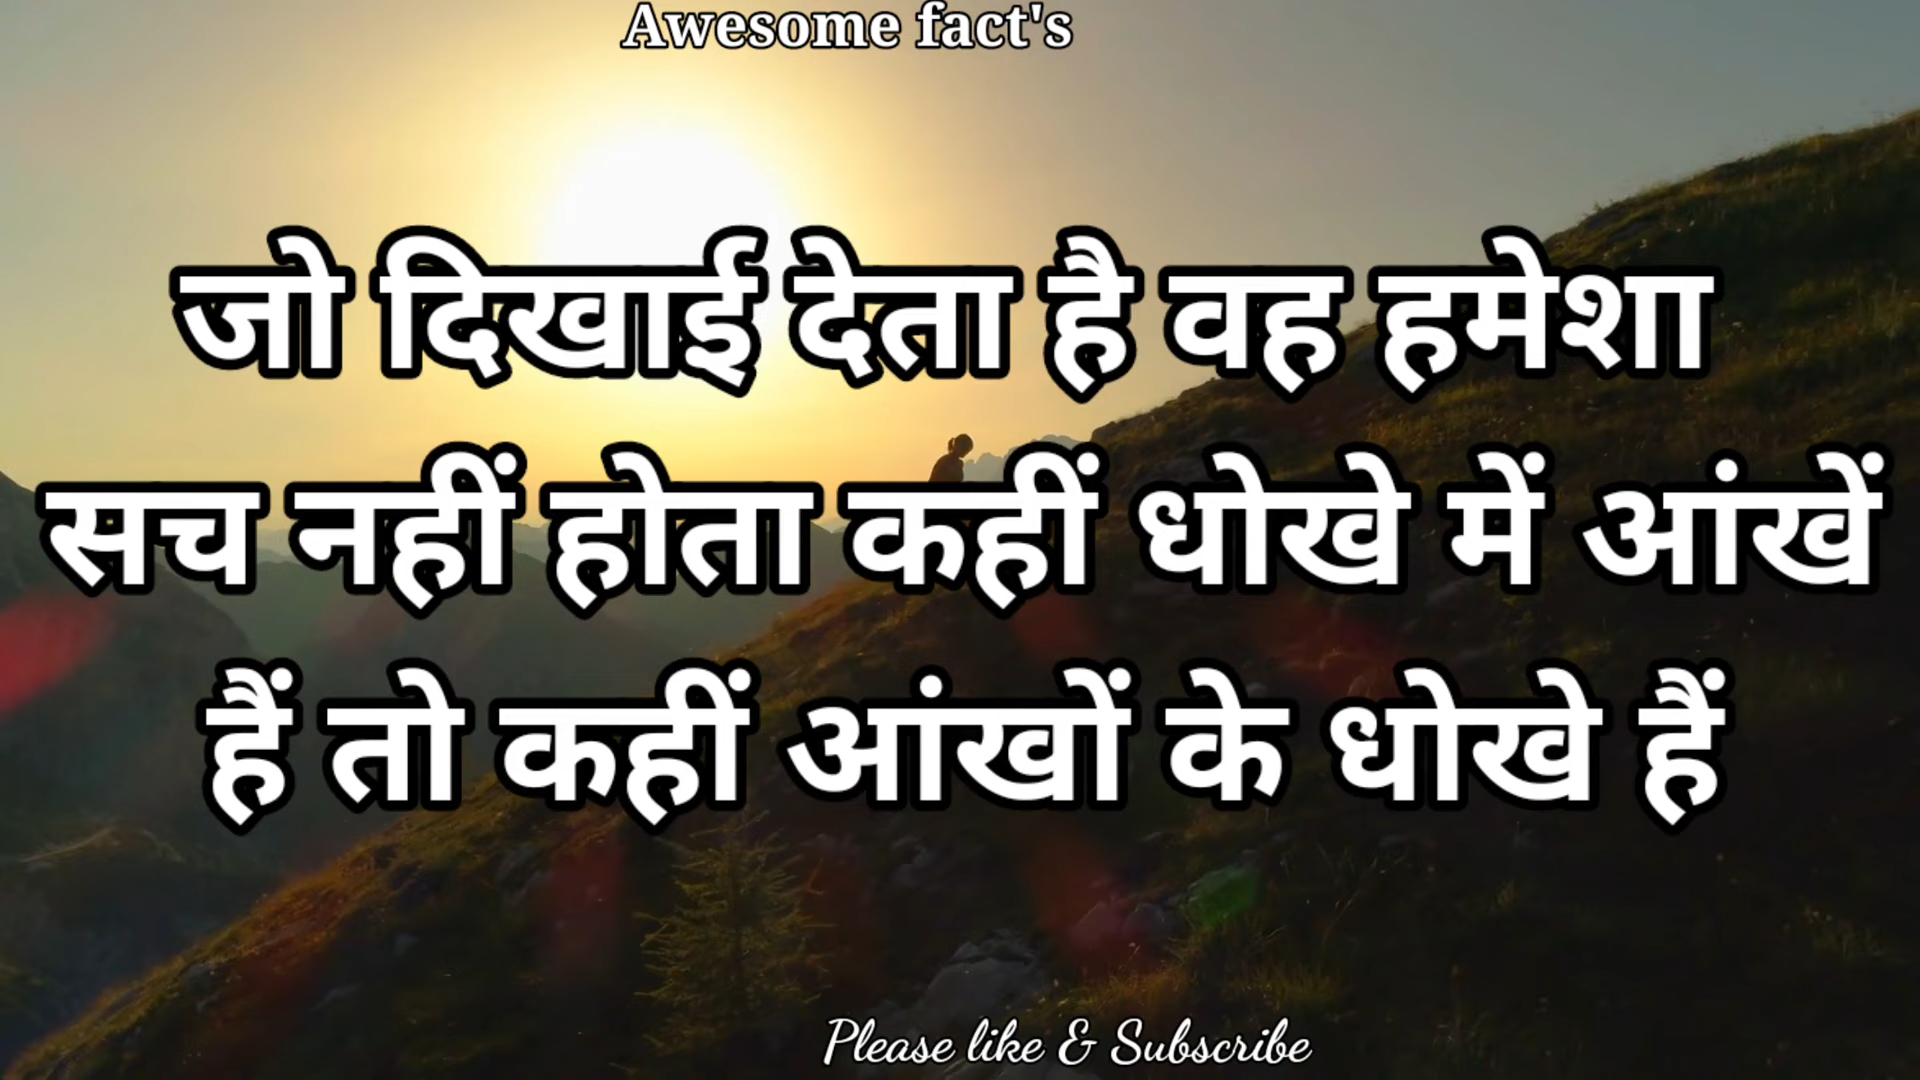 Awesome fact's
जो दिखाई देता है वह हमेशा
सच नहीं होता कहीं धोखे में आंखें
हैं तो कहीं आंखों के धोखे हैं
Please like & Subscribe